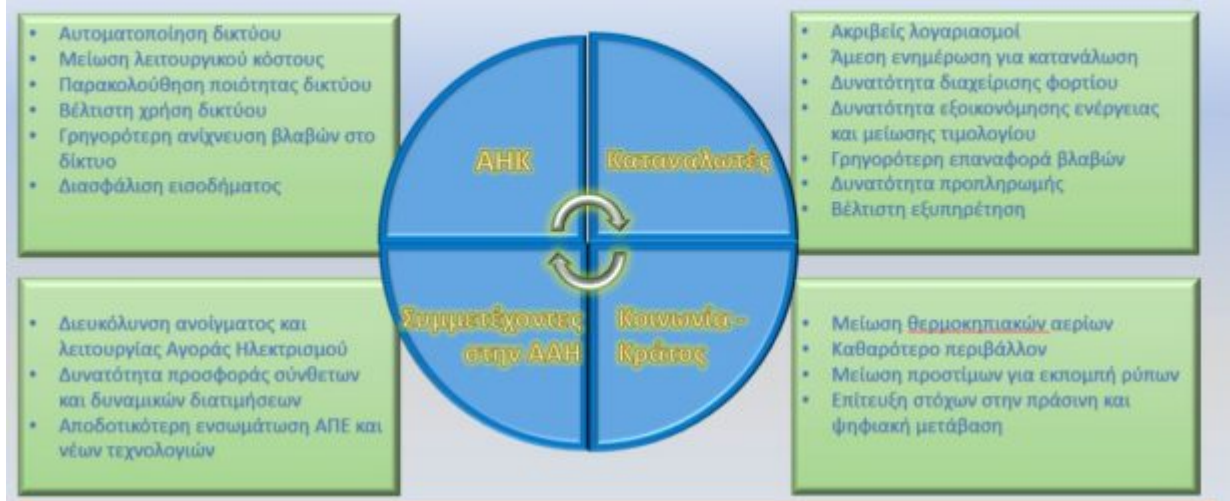 • Αυτοματοποίηση δικτύου
• Μείωση λειτουργικού κόστους
• Παρακολούθηση ποιότητας δικτύου
• Βέλτιστη χρήση δικτύου
• Γρηγορότερη ανίχνευση βλαβών στο
δίκτυο
• Διασφάλιση εισοδήματος
ΑΗΚ
Καταναλωτές
• Ακριβείς λογαριασμοί
• Άμεση ενημέρωση για κατανάλωση
• Δυνατότητα διαχείρισης φορτίου
• Δυνατότητα εξοικονόμησης ενέργειας
και μείωσης τιμολογίου
• Γρηγορότερη επαναφορά βλαβών
• Δυνατότητα προπληρωμής
• Βέλτιστη εξυπηρέτηση
• Διευκόλυνση ανοίγματος και
λειτουργίας Αγοράς Ηλεκτρισμού
• Δυνατότητα προσφοράς σύνθετων
και δυναμικών διατιμήσεων
• Αποδοτικότερη ενσωμάτωση ΑΠΕ και
νέων τεχνολογιών
Συμμετέχοντες
στην ΑΑΗ
Κοινωνία -
Κράτος
• Μείωση θερμοκηπιακών αερίων
• Καθαρότερο περιβάλλον
• Μείωση προστίμων για εκπομπή ρύπων
• Επίτευξη στόχων στην πράσινη και
ψηφιακή μετάβαση